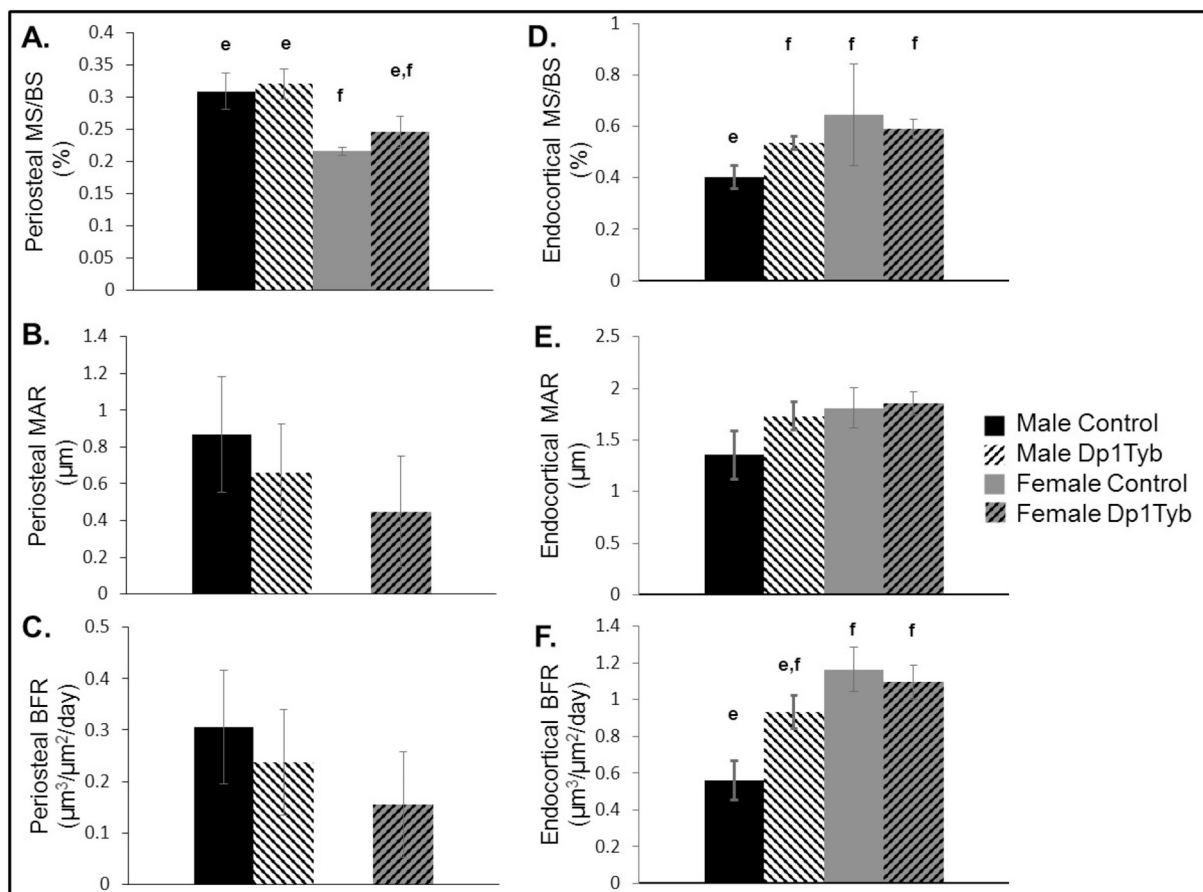 A.
Periosteal MS/BS
(%)
0.4
0.35
0.3
0.25
0.2
0.15
0.1
0.05
0
e
e
f
e,f
D.
Endocortical MS/BS
(%)
1
0.8
0.6
0.4
0.2
0
e
f
f
f
B.
Periosteal MAR
(µm)
1.4
1.2
1
0.8
0.6
0.4
0.2
0
E.
Endocortical MAR
(µm)
2.5
2
1.5
1
0.5
0
Male Control
Male Dp1Tyb
Female Control
Female Dp1Tyb
C.
Periosteal BFR
(µm³/µm²/day)
0.5
0.4
0.3
0.2
0.1
0
F.
Endocortical BFR
(µm³/µm²/day)
1.4
1.2
1
0.8
0.6
0.4
0.2
0
e
e,f
f
f